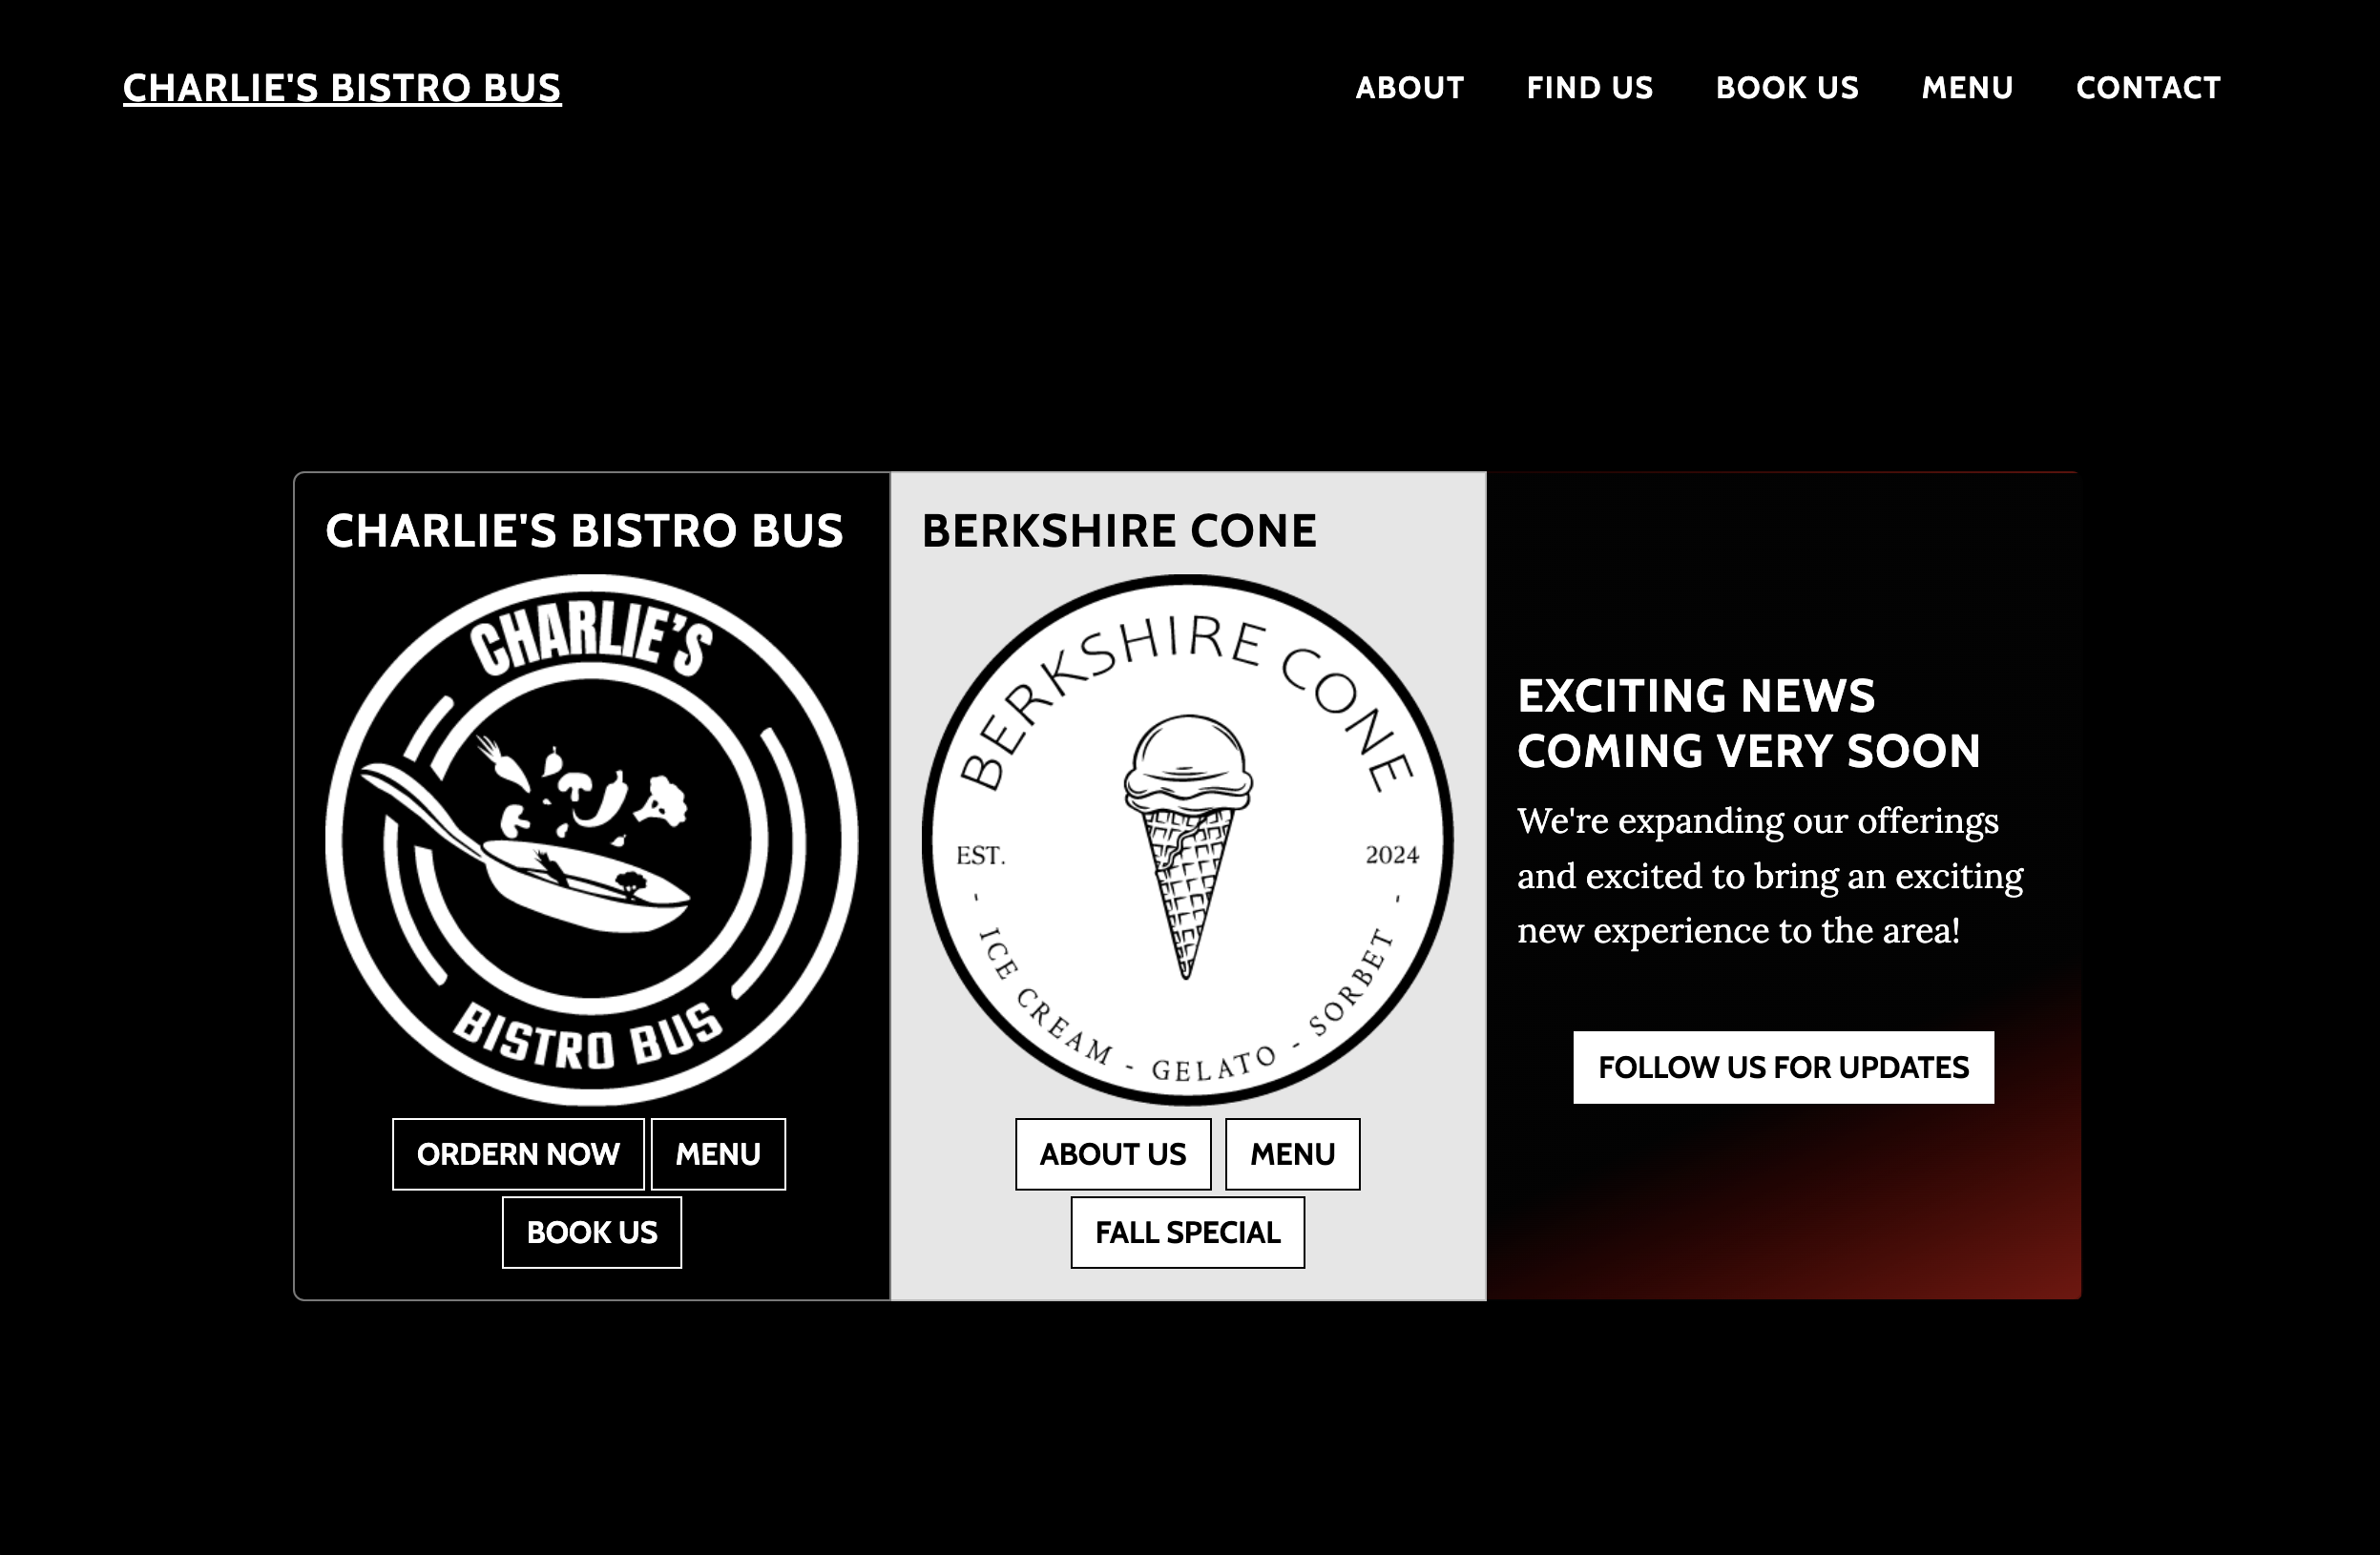 CHARLIE'S BISTRO BUS
ABOUT FIND US BOOK US MENU CONTACT
CHARLIE'S BISTRO BUS
CHARLIE'S
BISTRO BUS
ORDERN NOW MENU
BOOK US
BERKSHIRE CONE
BERKSHIRE CONE
EST. 2024
- ICE CREAM - GELATO - SORBET -
ABOUT US MENU
FALL SPECIAL
EXCITING NEWS
COMING VERY SOON
We're expanding our offerings
and excited to bring an exciting
new experience to the area!
FOLLOW US FOR UPDATES